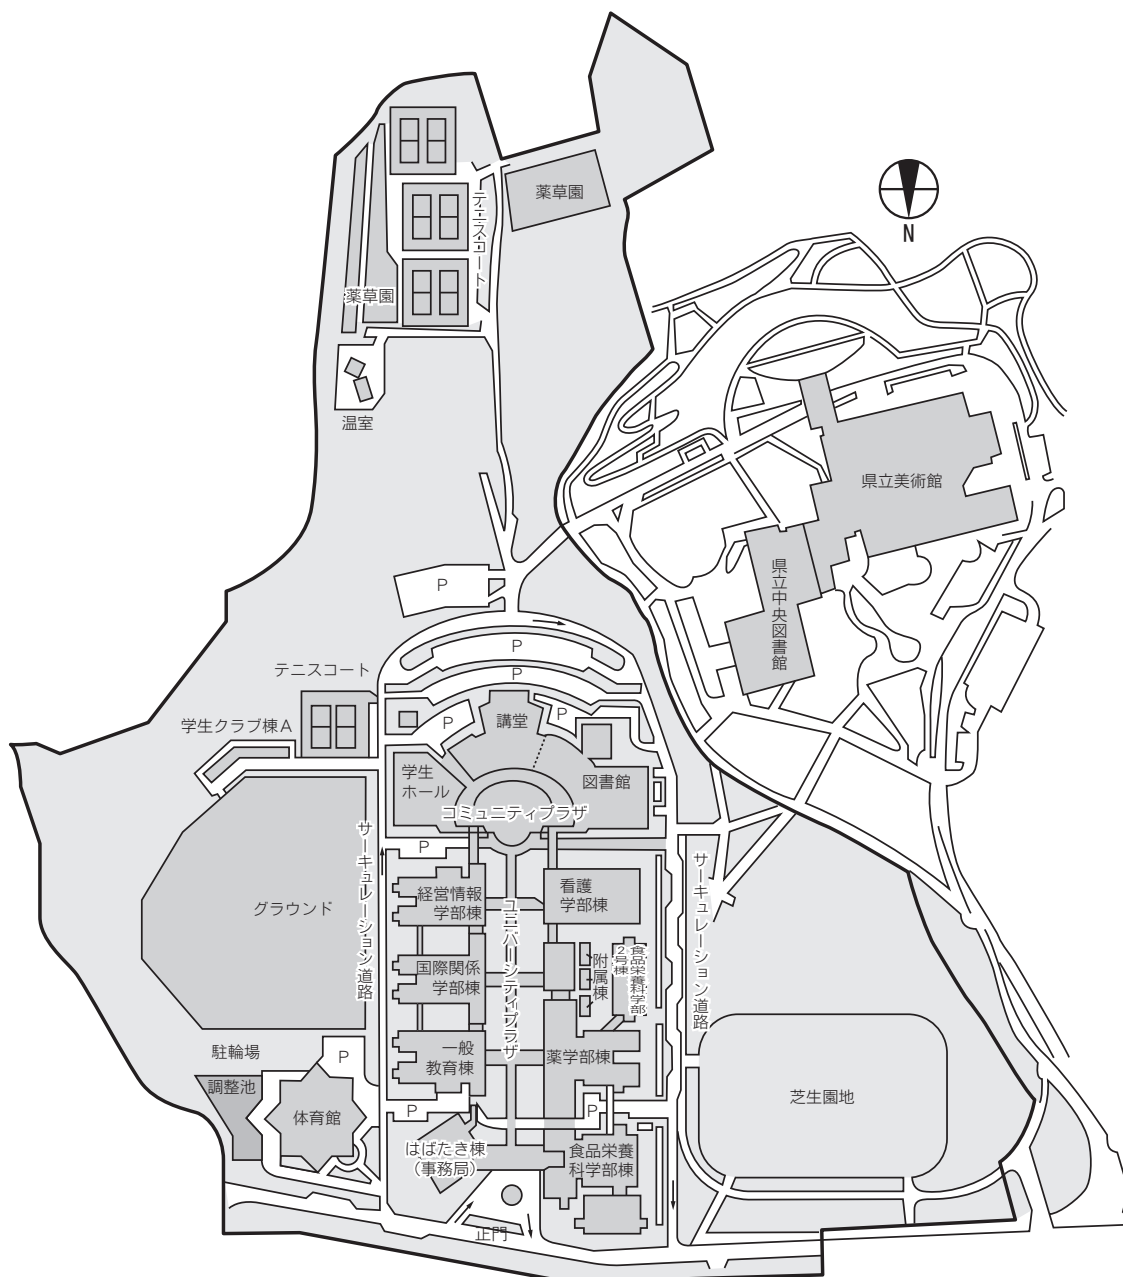 薬草園
テニスコート
N
薬草園
温室
県立美術館
県立中央図書館
P
P
テニスコート
P
学生クラブ棟A
P
講堂
P
学生
ホール
図書館
コミュニティプラザ
サーキュレーション道路
P
サーキュレーション道路
経営情報
学部棟
ユニバーシティプラザ
看護
学部棟
グラウンド
国際関係
学部棟
附属棟
食品栄養科学部
2号棟
一般
教育棟
薬学部棟
駐輪場
P
調整池
体育館
芝生園地
P
P
はばたき棟
(事務局)
食品栄養
科学部棟
正門